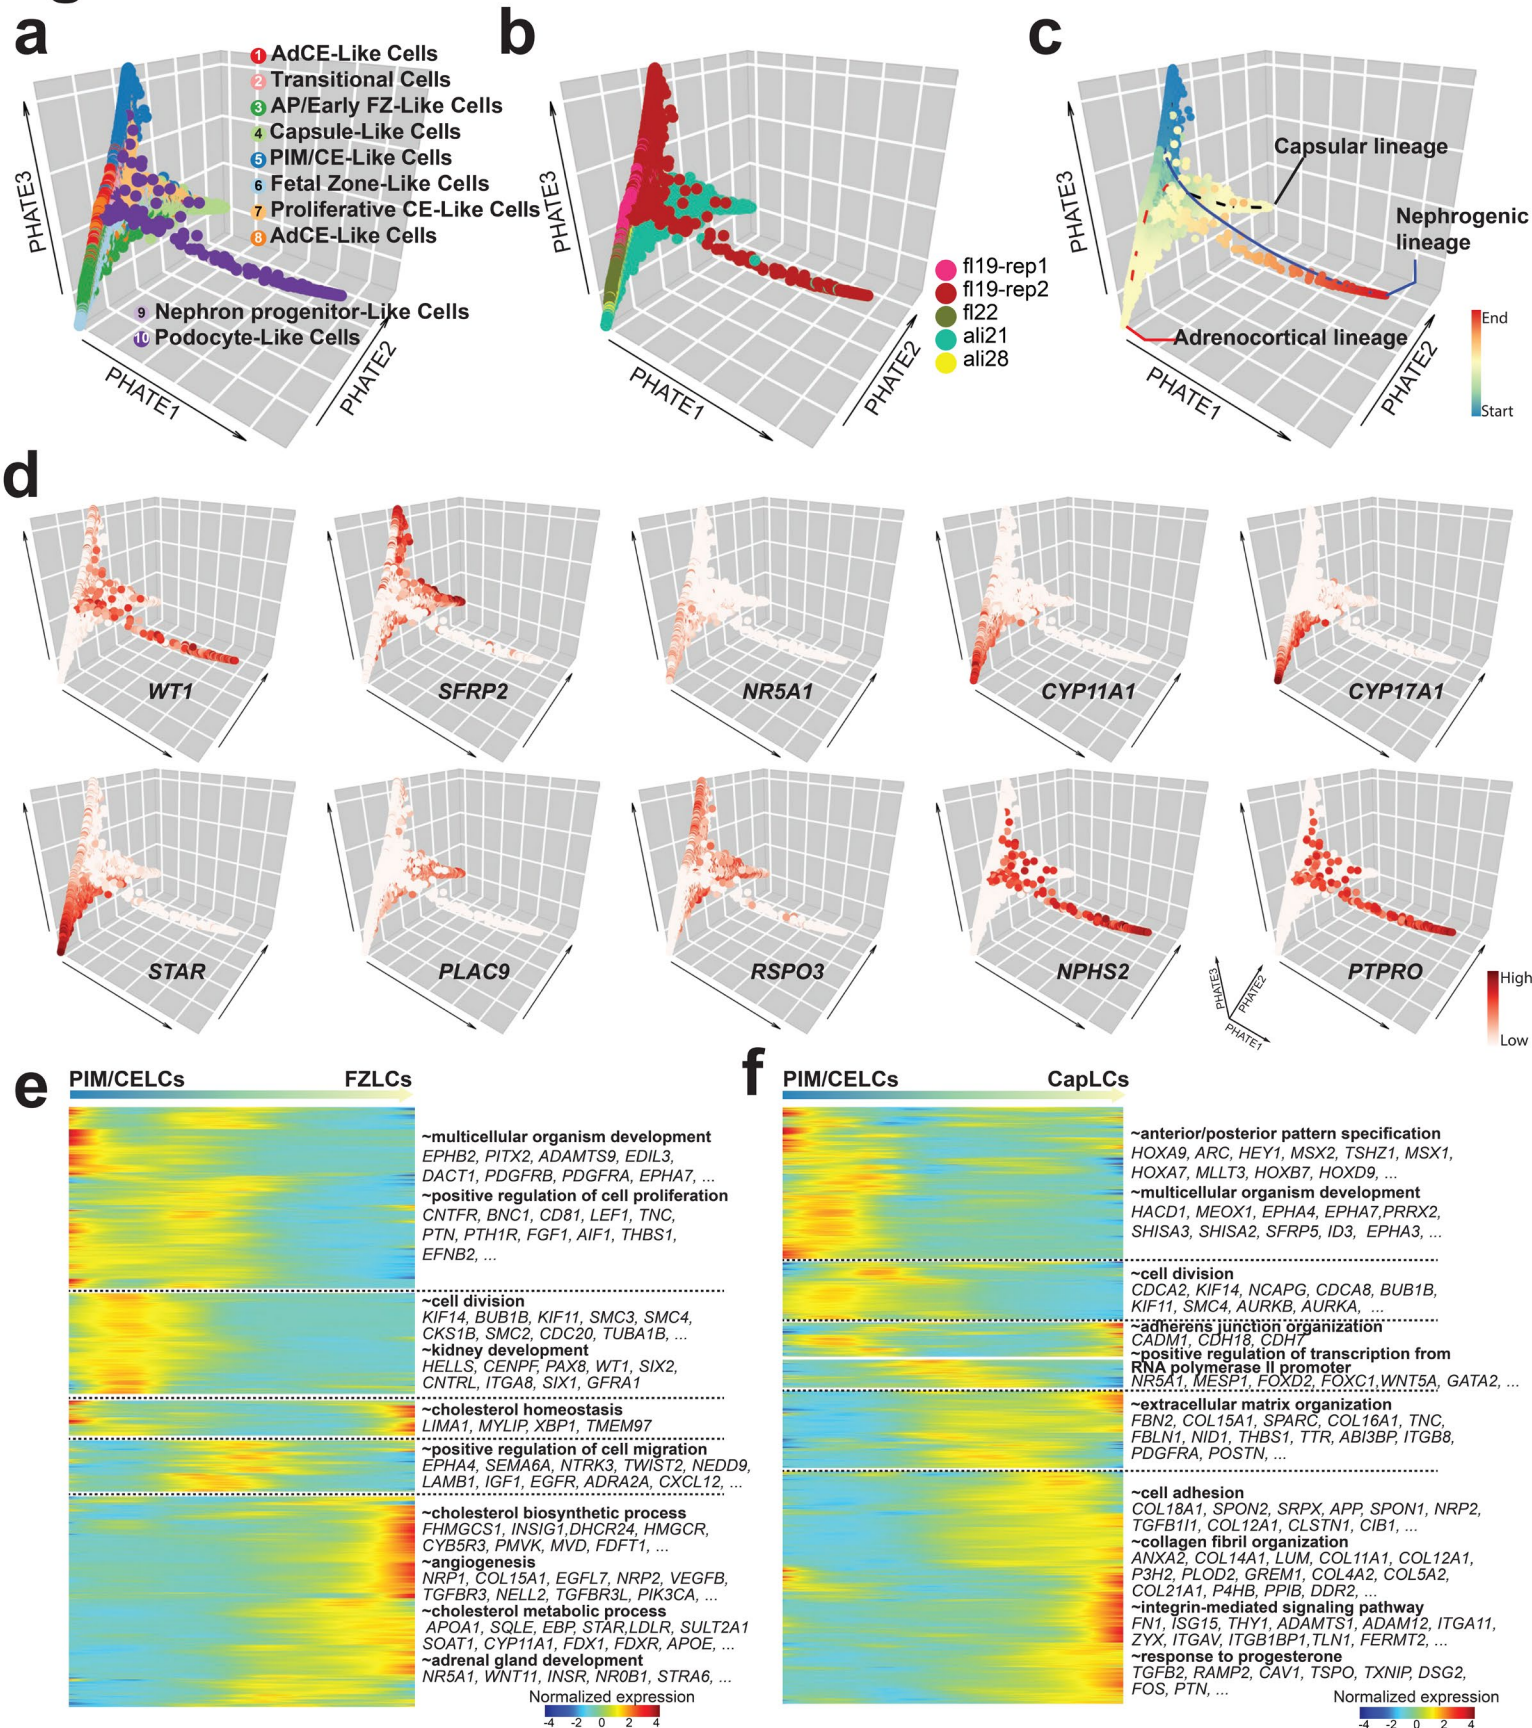 a
1 AdCE-Like Cells
2 Transitional Cells
3 AP/Early FZ-Like Cells
4 Capsule-Like Cells
5 PIM/CE-Like Cells
6 Fetal Zone-Like Cells
7 Proliferative CE-Like Cells
8 AdCE-Like Cells
9 Nephron progenitor-Like Cells
10 Podocyte-Like Cells
PHATE3
PHATE1
PHATE2
b
PHATE3
PHATE1
PHATE2
fl19-rep1
fl19-rep2
fl22
ali21
ali28
c
Capsular lineage
Nephrogenic
lineage
Adrenocortical lineage
PHATE3
PHATE1
PHATE2
End
Start
d
WT1
SFRP2
NR5A1
CYP11A1
CYP17A1
STAR
PLAC9
RSPO3
NPHS2
PTPRO
PHATE3
PHATE2
PHATE1
High
Low
e
PIM/CELCs
FZLCs
~multicellular organism development
EPHB2, PITX2, ADAMTS9, EDIL3,
DACT1, PDGFRB, PDGFRA, EPHA7, ...
~positive regulation of cell proliferation
CNTFR, BNC1, CD81, LEF1, TNC,
PTN, PTH1R, FGF1, AIF1, THBS1,
EFNB2, ...
~cell division
KIF14, BUB1B, KIF11, SMC3, SMC4,
CKS1B, SMC2, CDC20, TUBA1B, ...
~kidney development
HELLS, CENPF, PAX8, WT1, SIX2,
CNTRL, ITGA8, SIX1, GFRA1
~cholesterol homeostasis
LIMA1, MYLIP, XBP1, TMEM97
~positive regulation of cell migration
EPHA4, SEMA6A, NTRK3, TWIST2, NEDD9,
LAMB1, IGF1, EGFR, ADRA2A, CXCL12, ...
~cholesterol biosynthetic process
FHMGCS1, INSIG1,DHCR24, HMGCR,
CYB5R3, PMVK, MVD, FDFT1, ...
~angiogenesis
NRP1, COL15A1, EGFL7, NRP2, VEGFB,
TGFBR3, NELL2, TGFBR3L, PIK3CA, ...
~cholesterol metabolic process
APOA1, SQLE, EBP, STAR,LDLR, SULT2A1
SOAT1, CYP11A1, FDX1, FDXR, APOE, ...
~adrenal gland development
NR5A1, WNT11, INSR, NR0B1, STRA6, ...
Normalized expression
-4 -2 0 2 4
f
PIM/CELCs
CapLCs
~anterior/posterior pattern specification
HOXA9, ARC, HEY1, MSX2, TSHZ1, MSX1,
HOXA7, MLLT3, HOXB7, HOXD9, ...
~multicellular organism development
HACD1, MEOX1, EPHA4, EPHA7,PRRX2,
SHISA3, SHISA2, SFRP5, ID3, EPHA3, ...
~cell division
CDCA2, KIF14, NCAPG, CDCA8, BUB1B,
KIF11, SMC4, AURKB, AURKA, ...
~adherens junction organization
CADM1, CDH18, CDH7
~positive regulation of transcription from
RNA polymerase II promoter
NR5A1, MESP1, FOXD2, FOXC1,WNT5A, GATA2, ...
~extracellular matrix organization
FBN2, COL15A1, SPARC, COL16A1, TNC,
FBLN1, NID1, THBS1, TTR, ABI3BP, ITGB8,
PDGFRA, POSTN, ...
~cell adhesion
COL18A1, SPON2, SRPX, APP, SPON1, NRP2,
TGFB1I1, COL12A1, CLSTN1, CIB1, ...
~collagen fibril organization
ANXA2, COL14A1, LUM, COL11A1, COL12A1,
P3H2, PLOD2, GREM1, COL4A2, COL5A2,
COL21A1, P4HB, PPIB, DDR2, ...
~integrin-mediated signaling pathway
FN1, ISG15, THY1, ADAMTS1, ADAM12, ITGA11,
ZYX, ITGAV, ITGB1BP1,TLN1, FERMT2, ...
~response to progesterone
TGFB2, RAMP2, CAV1, TSPO, TXNIP, DSG2,
FOS, PTN, ...
Normalized expression
-4 -2 0 2 4